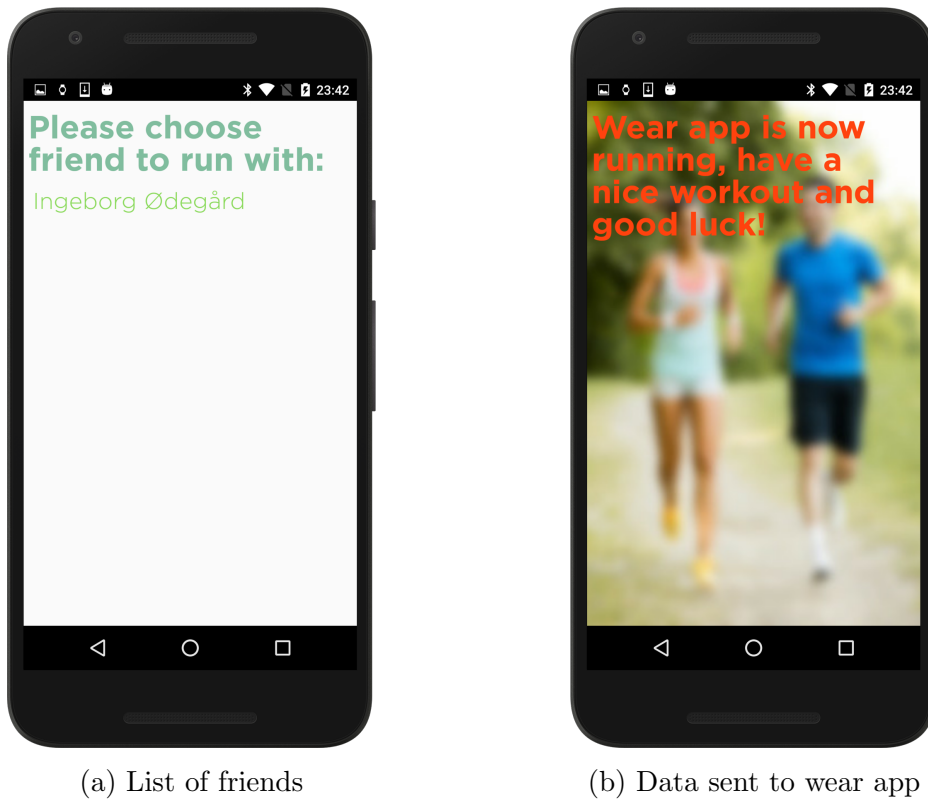 23:42
Please choose
friend to run with:
Ingeborg Ødegård
(a) List of friends
23:42
Wear app is now
running, have a
nice workout and
good luck!
(b) Data sent to wear app